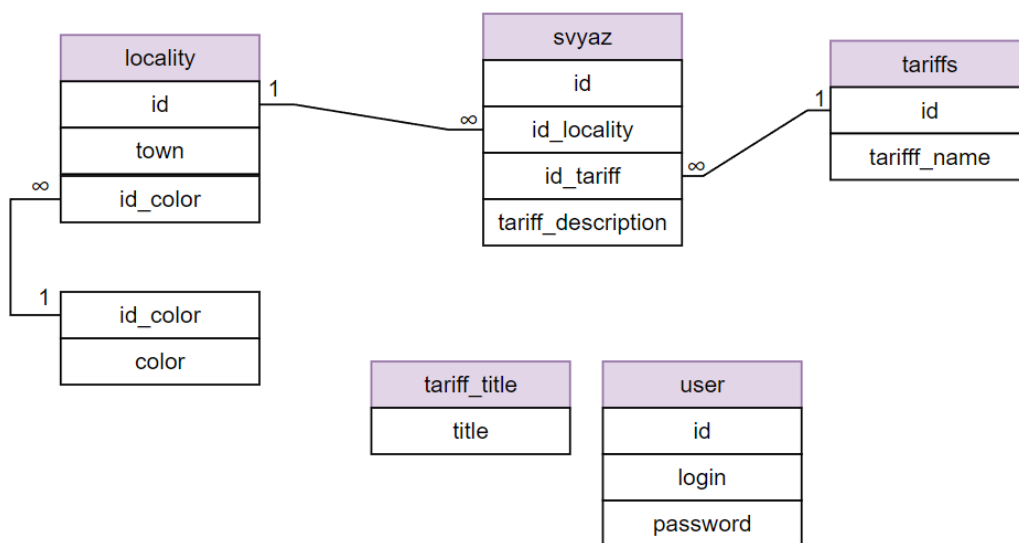 locality
id
town
id_color
1
∞
∞
1
id_color
color
svyaz
id
id_locality
id_tariff
tariff_description
∞
1
tariffs
id
tarifff_name
tariff_title
title
user
id
login
password